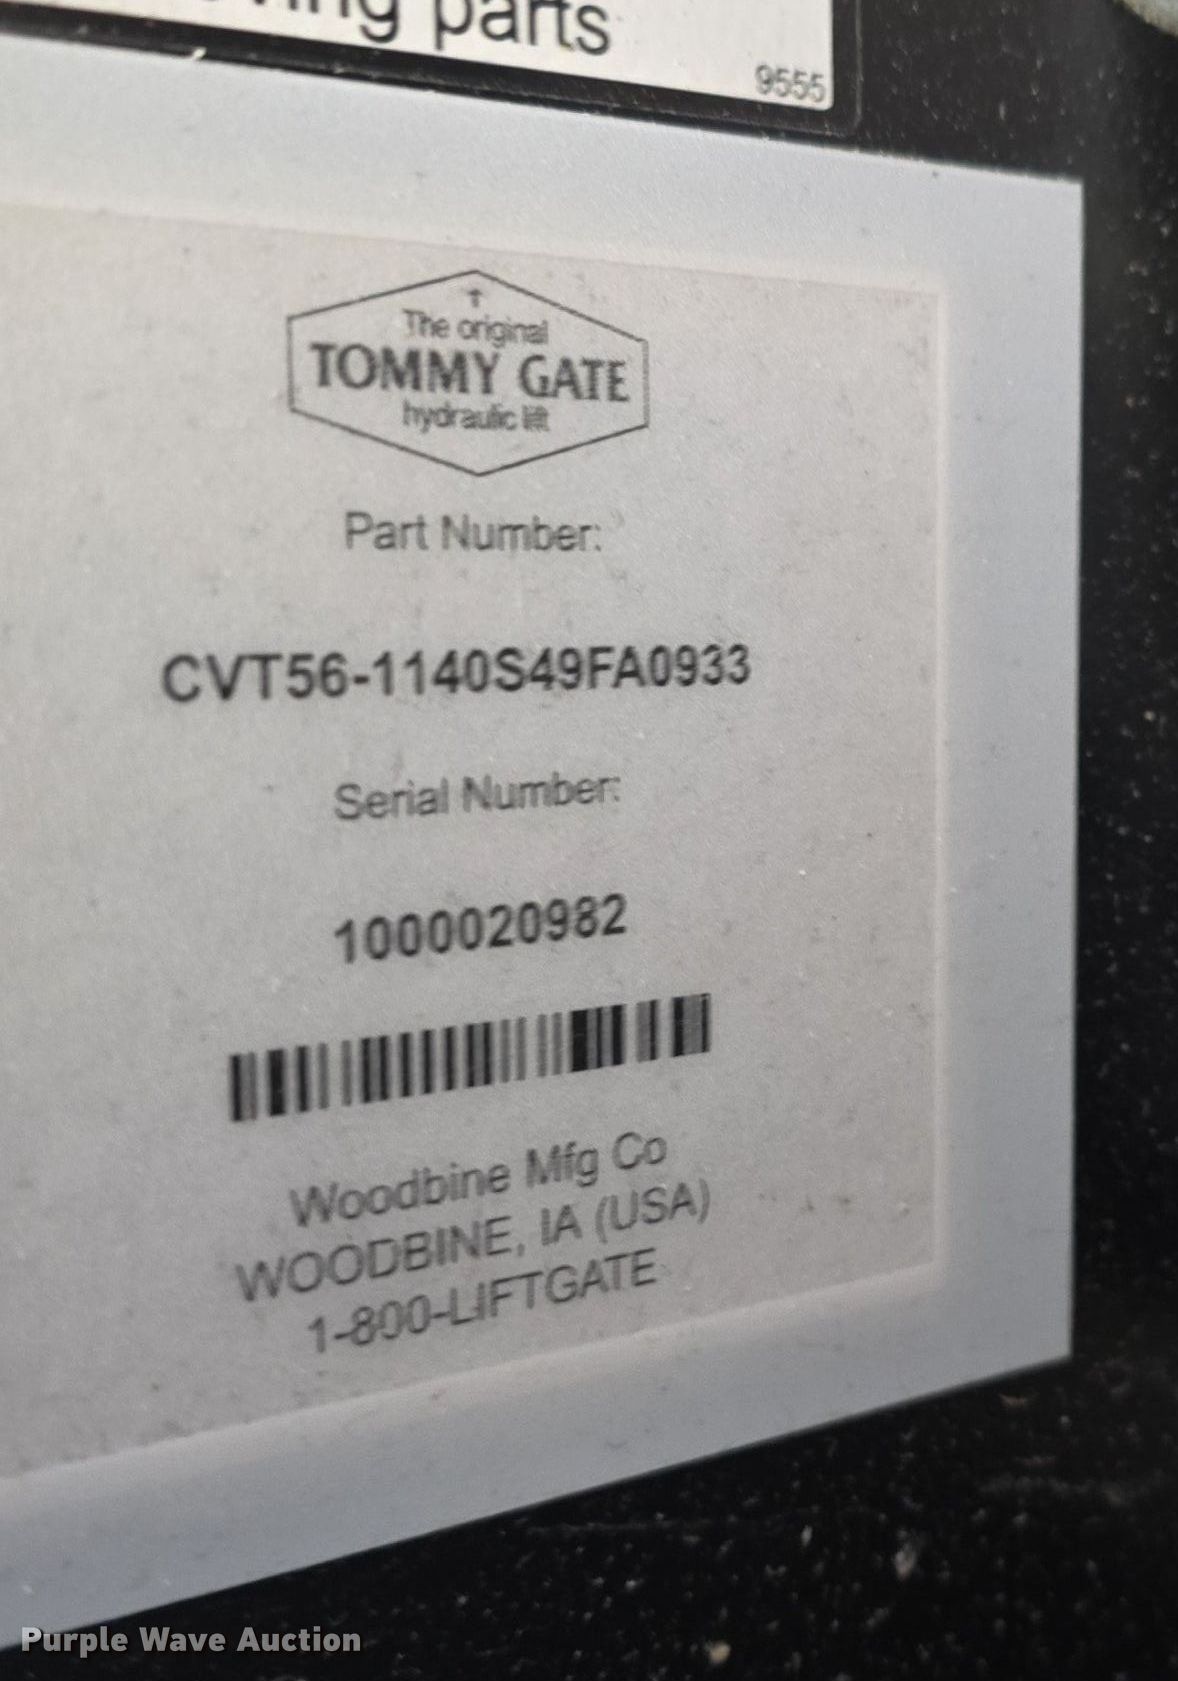 parts
9555
The original
TOMMY GATE
hydraulic lift
Part Number:
CVT56-1140S49FA0933
Serial Number:
1000020982
Woodbine Mfg Co
WOODBINE, IA (USA)
1-800-LIFTGATE
Purple Wave Auction